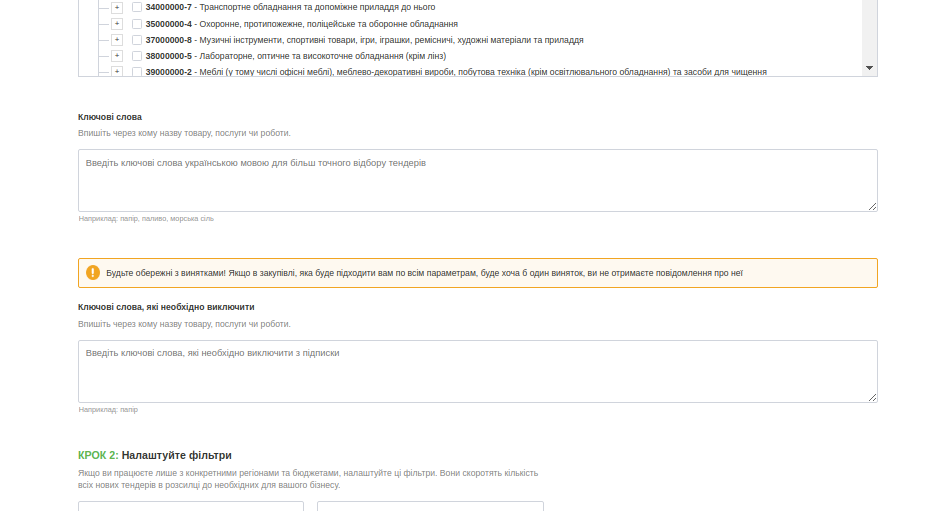 34000000-7 - Транспортне обладнання та допоміжне приладдя до нього
35000000-4 - Охоронне, протипожежне, поліцейське та оборонне обладнання
37000000-8 - Музичні інструменти, спортивні товари, ігри, іграшки, ремісничі, художні матеріали та приладдя
38000000-5 - Лабораторне, оптичне та високоточне обладнання (крім лінз)
39000000-2 - Меблі (у тому числі офісні меблі), меблево-декоративні вироби, побутова техніка (крім освітлювального обладнання) та засоби для чищення
Ключові слова
Впишіть через кому назву товару, послуги чи роботи.
Введіть ключові слова українською мовою для більш точного відбору тендерів
Наприклад: папір, паливо, морська сіль
Будьте обережні з винятками! Якщо в закупівлі, яка буде підходити вам по всім параметрам, буде хоча б один виняток, ви не отримаєте повідомлення про неї
Ключові слова, які необхідно виключити
Впишіть через кому назву товару, послуги чи роботи.
Введіть ключові слова, які необхідно виключити з підписки
Наприклад: папір
КРОК 2: Налаштуйте фільтри
Якщо ви працюєте лише з конкретними регіонами та бюджетами, налаштуйте ці фільтри. Вони скоротять кількість
всіх нових тендерів в розсилці до необхідних для вашого бізнесу.